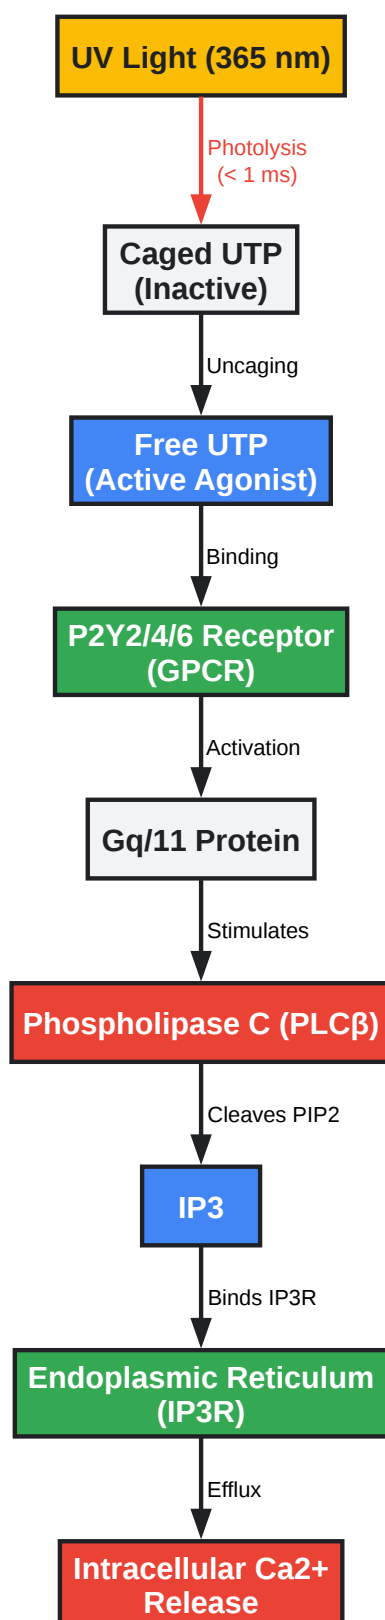 UV Light (365 nm)
Photolysis
(< 1 ms)
Caged UTP
(Inactive)
Uncaging
Free UTP
(Active Agonist)
Binding
P2Y2/4/6 Receptor
(GPCR)
Activation
Gq/11 Protein
Stimulates
Phospholipase C (PLCβ)
Cleaves PIP2
IP3
Binds IP3R
Endoplasmic Reticulum
(IP3R)
Efflux
Intracellular Ca2+
Release